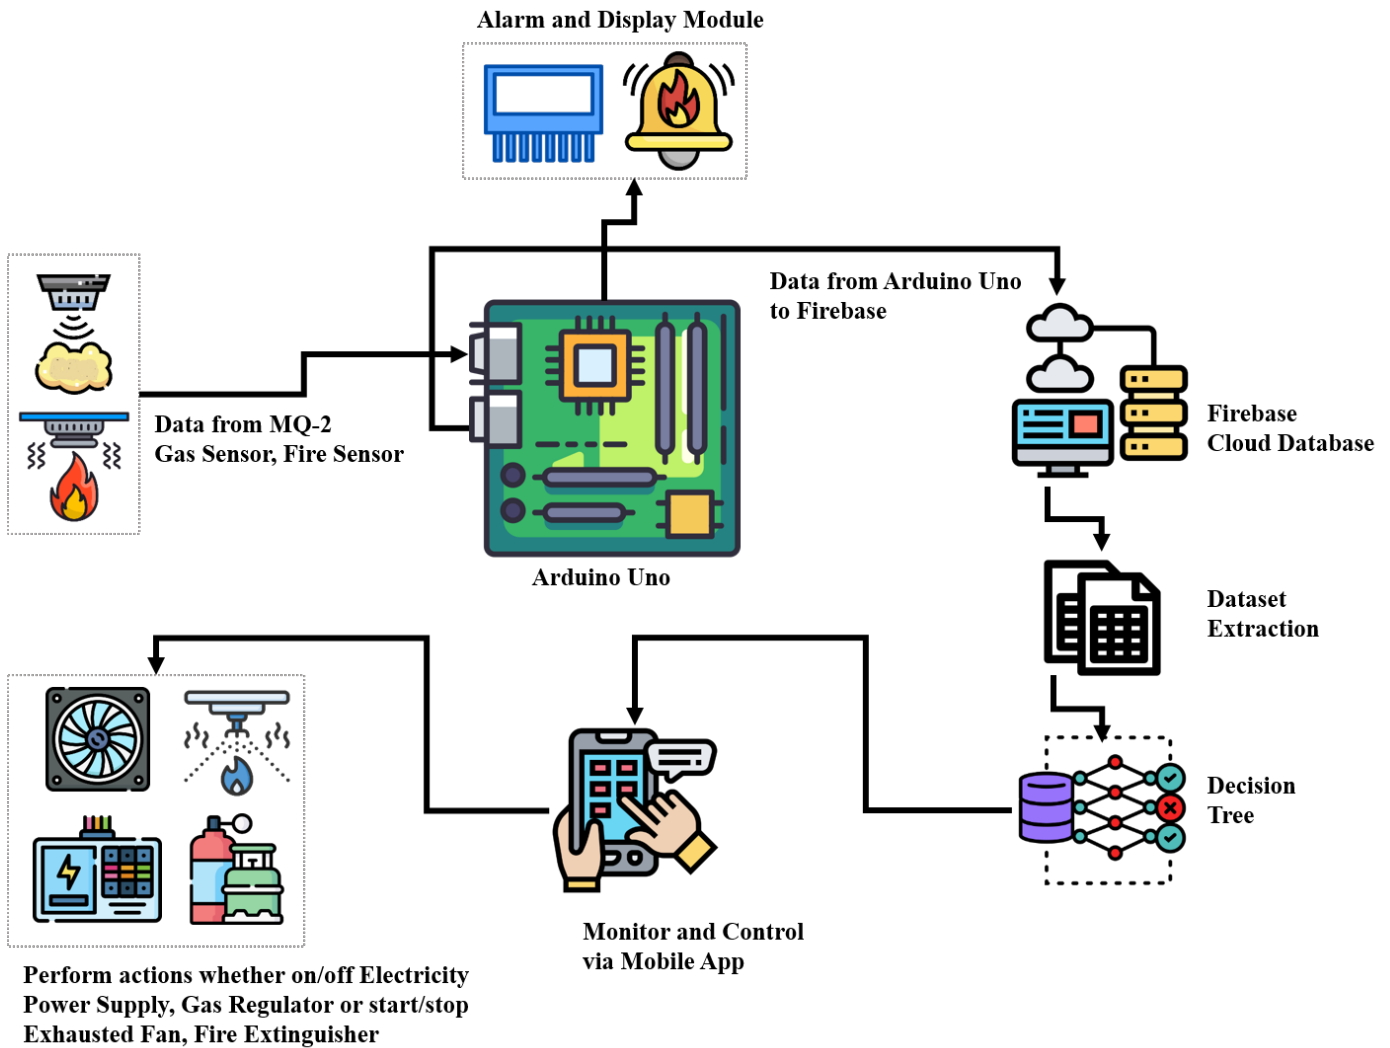 Alarm and Display Module
Data from Arduino Uno
to Firebase
Data from MQ-2
Gas Sensor, Fire Sensor
Firebase
Cloud Database
Arduino Uno
Dataset
Extraction
Decision
Tree
Monitor and Control
via Mobile App
Perform actions whether on/off Electricity
Power Supply, Gas Regulator or start/stop
Exhausted Fan, Fire Extinguisher